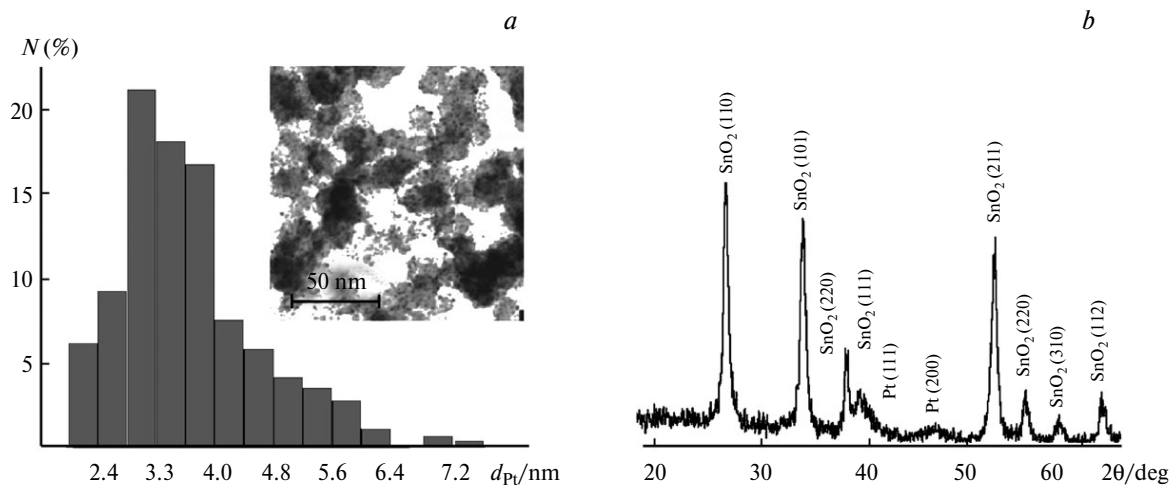 a
N (%)
20
15
10
5
50 nm
2.4 3.3 4.0 4.8 5.6 6.4 7.2 dPt/nm
b
SnO2 (110)
SnO2 (101)
SnO2 (220)
SnO2 (111)
Pt (111)
Pt (200)
SnO2 (211)
SnO2 (220)
SnO2 (310)
SnO2 (112)
20 30 40 50 60 2θ/deg